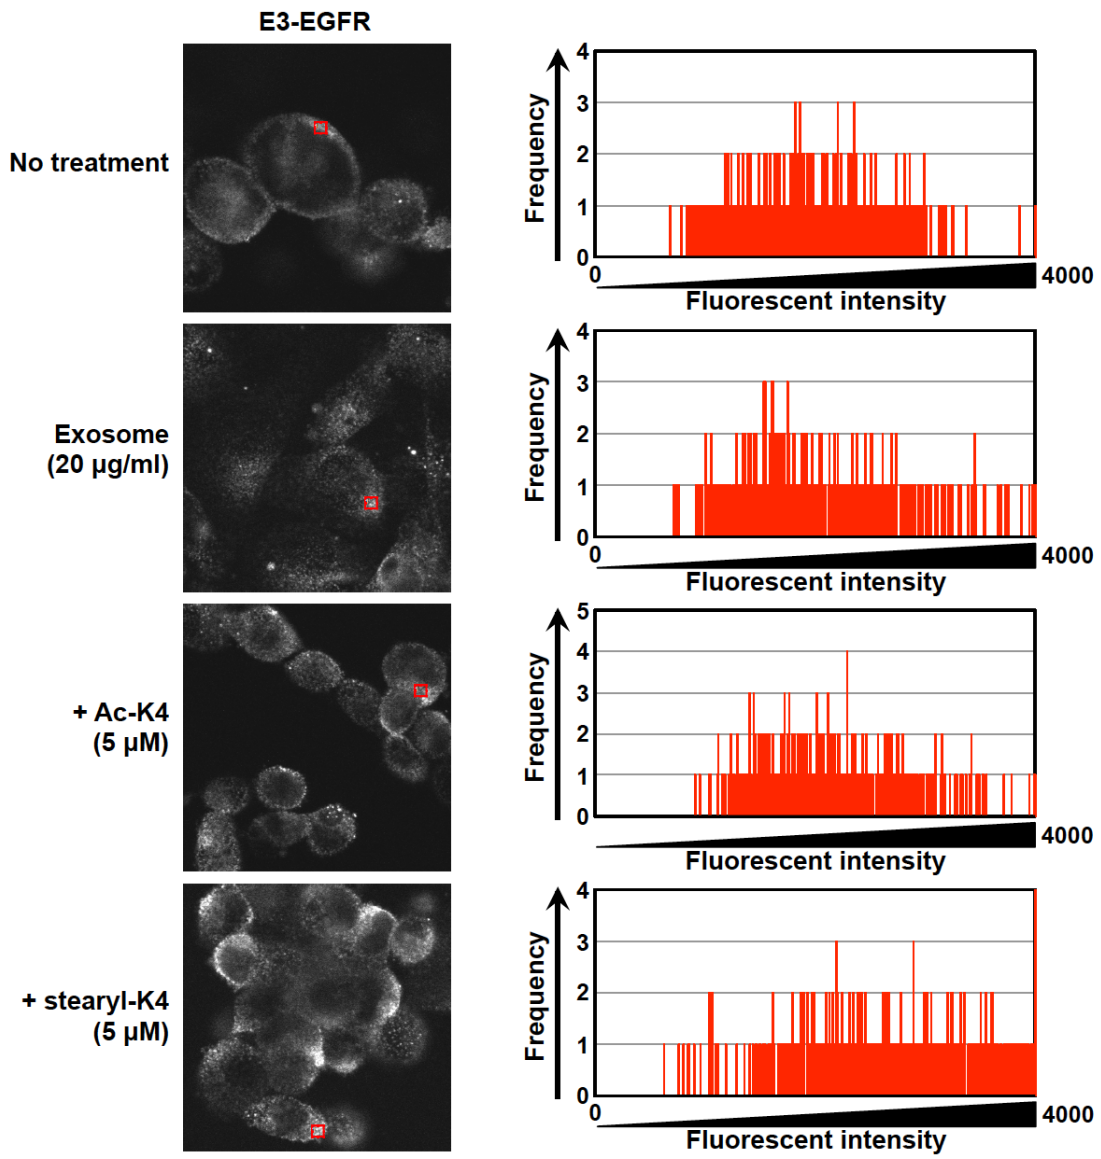 E3-EGFR
No treatment
Frequency
4
3
2
1
0
0
4000
Fluorescent intensity
Exosome
(20 µg/ml)
Frequency
4
3
2
1
0
0
4000
Fluorescent intensity
+ Ac-K4
(5 µM)
Frequency
5
4
3
2
1
0
0
4000
Fluorescent intensity
+ stearyl-K4
(5 µM)
Frequency
4
3
2
1
0
0
4000
Fluorescent intensity